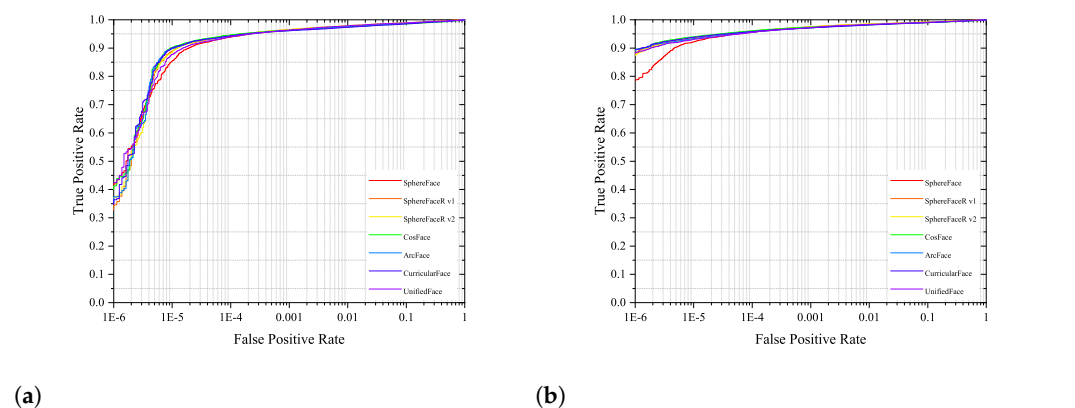 1.0
0.9
0.8
0.7
0.6
0.5
0.4
0.3
0.2
0.1
0.0
True Positive Rate
SphereFace
SphereFaceR v1
SphereFaceR v2
CosFace
ArcFace
CurricularFace
UnifiedFace
1E-6 1E-5 1E-4 0.001 0.01 0.1 1
False Positive Rate
(a)
1.0
0.9
0.8
0.7
0.6
0.5
0.4
0.3
0.2
0.1
0.0
True Positive Rate
SphereFace
SphereFaceR v1
SphereFaceR v2
CosFace
ArcFace
CurricularFace
UnifiedFace
1E-6 1E-5 1E-4 0.001 0.01 0.1 1
False Positive Rate
(b)